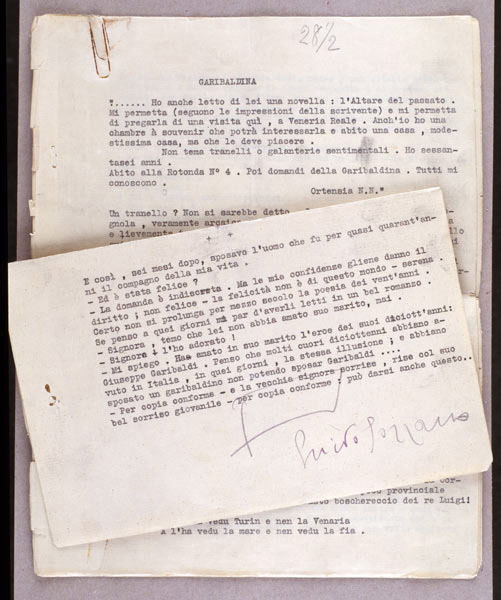 28½
GARIBALDINA
?...... Ho anche letto di lei una novella : l'Altare del passato .
Mi permetta (seguono le impressioni della scrivente) e mi permetta
di pregarla di una visita quì , a Veneria Reale . Anch'io ho una
chambre à souvenir che potrà interessarla e abito una casa , mode-
stissima casa, ma che le deve piacere .
Non tema tranelli o galanterie sentimentali . Ho sessan-
tasei anni .
Abito alla Rotonda N° 4 . Poi domandi della Garibaldina . Tutti mi
conoscono .
Ortensia N.N."
Un tranello ? Non si sarebbe detto
gnola , veramente
e lievemente
E così , sei mesi dopo, sposavo l'uomo che fu per quasi quarant'an-
ni il compagno della mia vita .
- Ed è stata felice ?
- La domanda è indiscreta . Ma le mie confidenze gliene danno il
diritto ; non felice - la felicità non è di questo mondo - serena .
Certo non si prolunga per mezzo secolo la poesia dei vent'anni .
Se penso a quei giorni mi par d'averli letti in un bel romanzo .
- Signora , temo che lei non abbia amato suo marito, mai .
- Signore ! l'ho adorato !
- Mi spiego . Ha amato in suo marito l'eroe dei suoi diciott'anni:
Giuseppe Garibaldi . Penso che molti cuori diciottenni abbiano a-
vuto in Italia , in quei giorni , la stessa illusione ; e abbiano
sposato un garibaldino non potendo sposar Garibaldi ....
- Per copia conforme - e la vecchia signora sorrise , rise col suo
bel sorriso giovanile - per copia conforme : può darsi anche questo..
Guido Gozzano
provinciale
boschereccio dei re Luigi!
vedu Turin e nen la Venaria
A l'ha vedu la mare e nen vedu la fia .